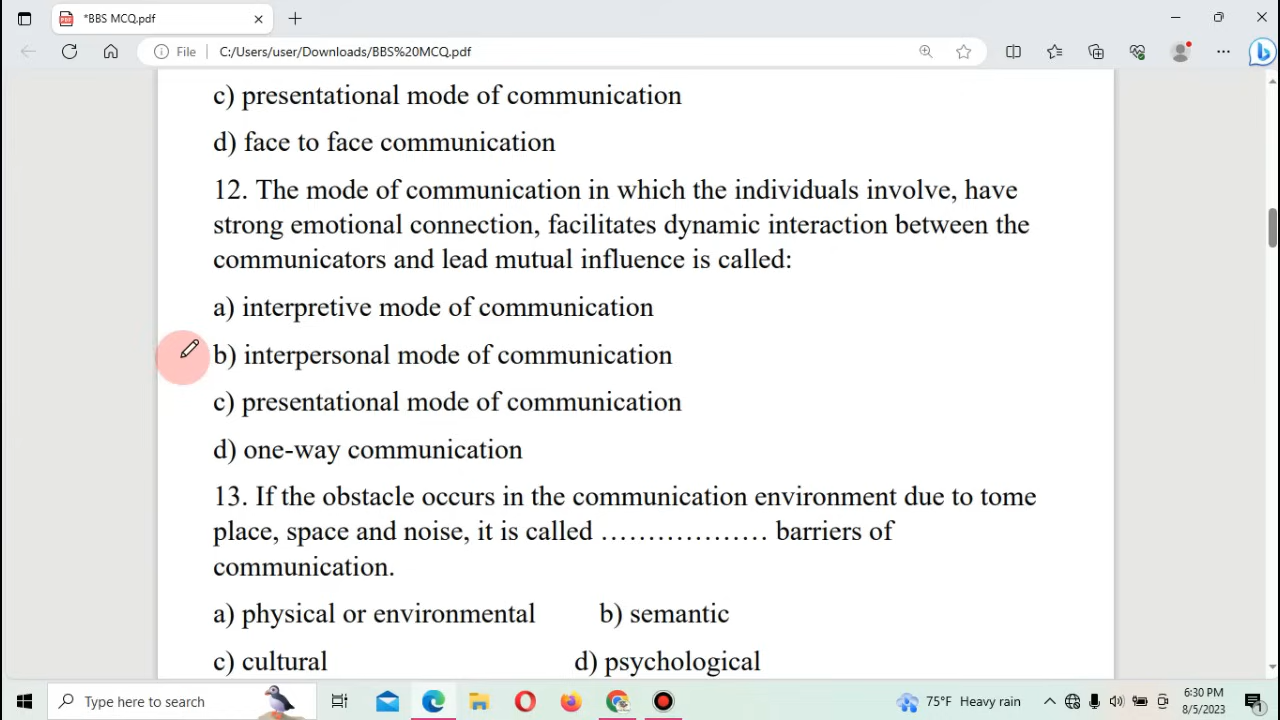 *BBS MCQ.pdf
File | C:/Users/user/Downloads/BBS%20MCQ.pdf
c) presentational mode of communication
d) face to face communication
12. The mode of communication in which the individuals involve, have
strong emotional connection, facilitates dynamic interaction between the
communicators and lead mutual influence is called:
a) interpretive mode of communication
b) interpersonal mode of communication
c) presentational mode of communication
d) one-way communication
13. If the obstacle occurs in the communication environment due to tome
place, space and noise, it is called .................. barriers of
communication.
a) physical or environmental b) semantic
c) cultural d) psychological
Type here to search
75°F Heavy rain
6:30 PM
8/5/2023
1